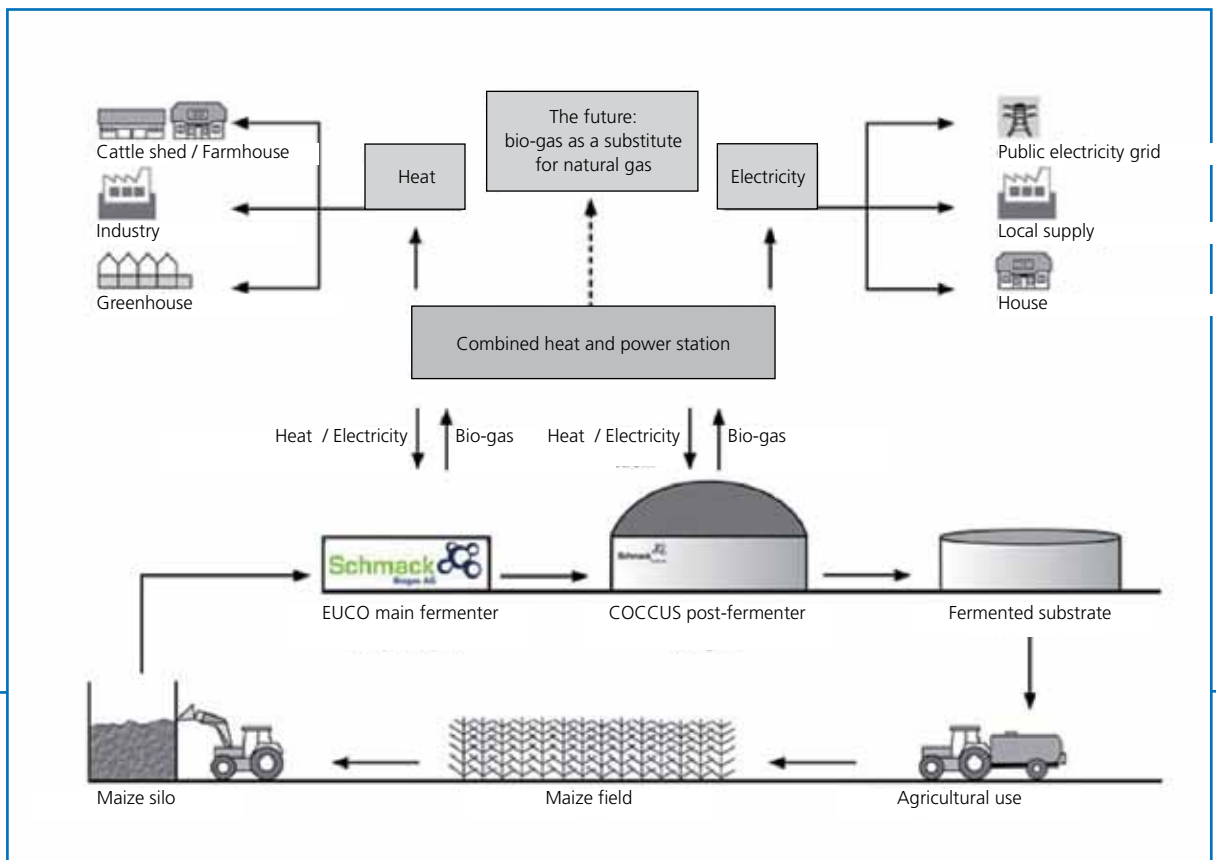 The future:
bio-gas as a substitute
for natural gas
Cattle shed / Farmhouse
Heat
Electricity
Public electricity grid
Industry
Local supply
Greenhouse
House
Combined heat and power station
Heat / Electricity
Bio-gas
Heat / Electricity
Bio-gas
Schmack
Biogas AG
Schmack
EUCO main fermenter
COCCUS post-fermenter
Fermented substrate
Maize silo
Maize field
Agricultural use